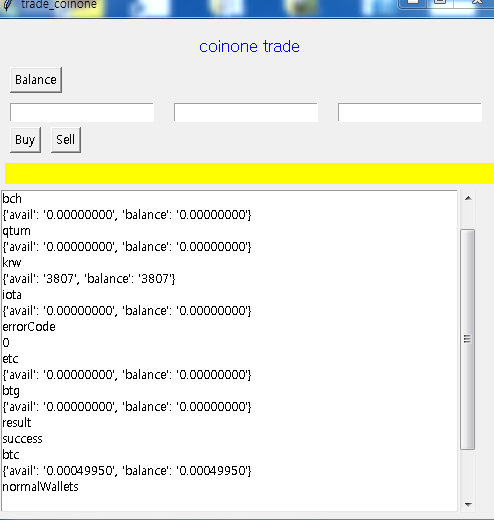 trade_coinone
coinone trade
Balance
Buy Sell
bch
{'avail': '0.00000000', 'balance': '0.00000000'}
qtum
{'avail': '0.00000000', 'balance': '0.00000000'}
krw
{'avail': '3807', 'balance': '3807'}
iota
{'avail': '0.00000000', 'balance': '0.00000000'}
errorCode
0
etc
{'avail': '0.00000000', 'balance': '0.00000000'}
btg
{'avail': '0.00000000', 'balance': '0.00000000'}
result
success
btc
{'avail': '0.00049950', 'balance': '0.00049950'}
normalWallets